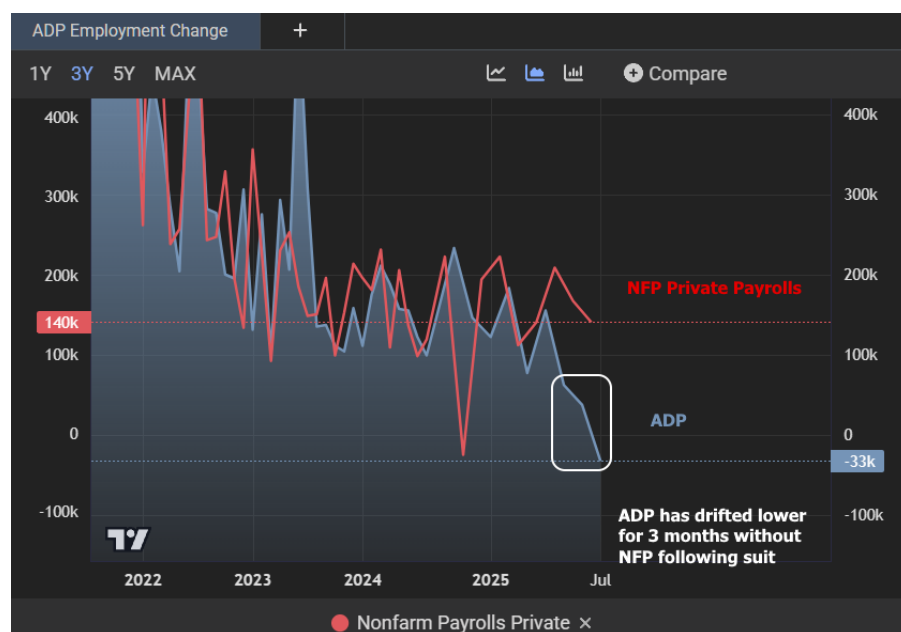 ADP Employment Change +
1Y 3Y 5Y MAX + Compare
400k 400k
300k 300k
200k 200k
NFP Private Payrolls
140k
100k 100k
ADP
0 0
-33k
-100k -100k
ADP has drifted lower
for 3 months without
NFP following suit
2022 2023 2024 2025 Jul
Nonfarm Payrolls Private ×